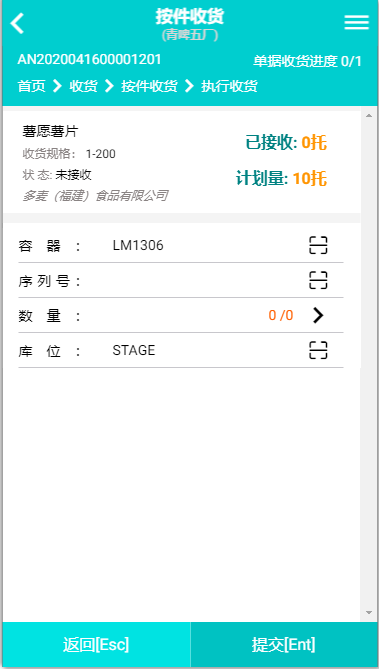 按件收货
(青啤五厂)
AN2020041600001201 单据收货进度 0/1
首页 收货 按件收货 执行收货
薯愿薯片
已接收: 0托
收货规格: 1-200
状 态: 未接收
计划量: 10托
多麦（福建）食品有限公司
容 器 : LM1306
序 列 号 :
数 量 : 0 /0
库 位 : STAGE
返回[Esc] 提交[Ent]